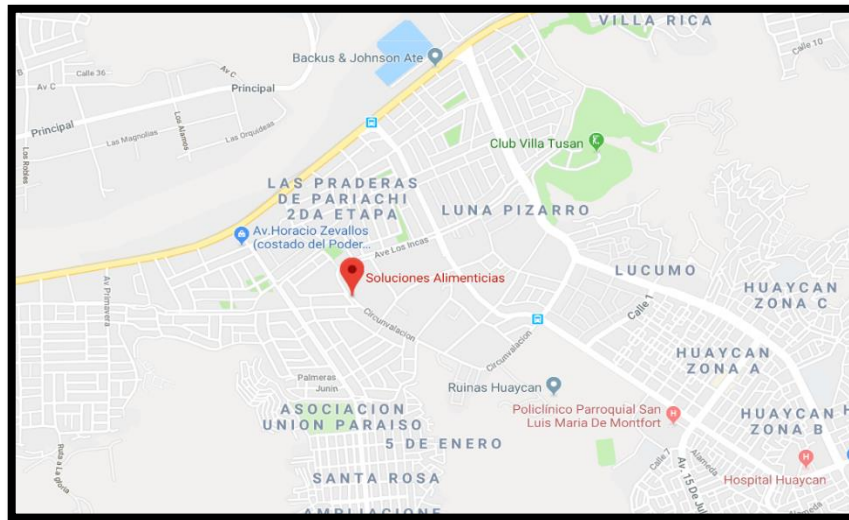 VILLA RICA
Backus & Johnson Ate
Calle 10
Calle 36...
Av C
Av C
Principal
Principal
Las Magnolias
Los Alamos
Las Orquideas
Los Robles
Club Villa Tusan
LAS PRADERAS
DE PARIACHI
2DA ETAPA
LUNA PIZARRO
Av.Horacio Zevallos
(costado del Poder...
Ave Los Incas
Soluciones Alimenticias
LUCUMO
Av Primavera
Calle 1
HUAYCAN
ZONA C
Circunvalacion
Circunvalacion
HUAYCAN
ZONA A
Palmeras
Junin
Ruinas Huaycan
ASOCIACION
UNION PARAISO
Policlínico Parroquial San
Luis Maria De Montfort
HUAYCAN
ZONA B
H
5 DE ENERO
Calle 7
Alameda
Av. 15 De Jul
Hospital Huaycan
Ruta a La gloria
SANTA ROSA
AMPLIACIONE